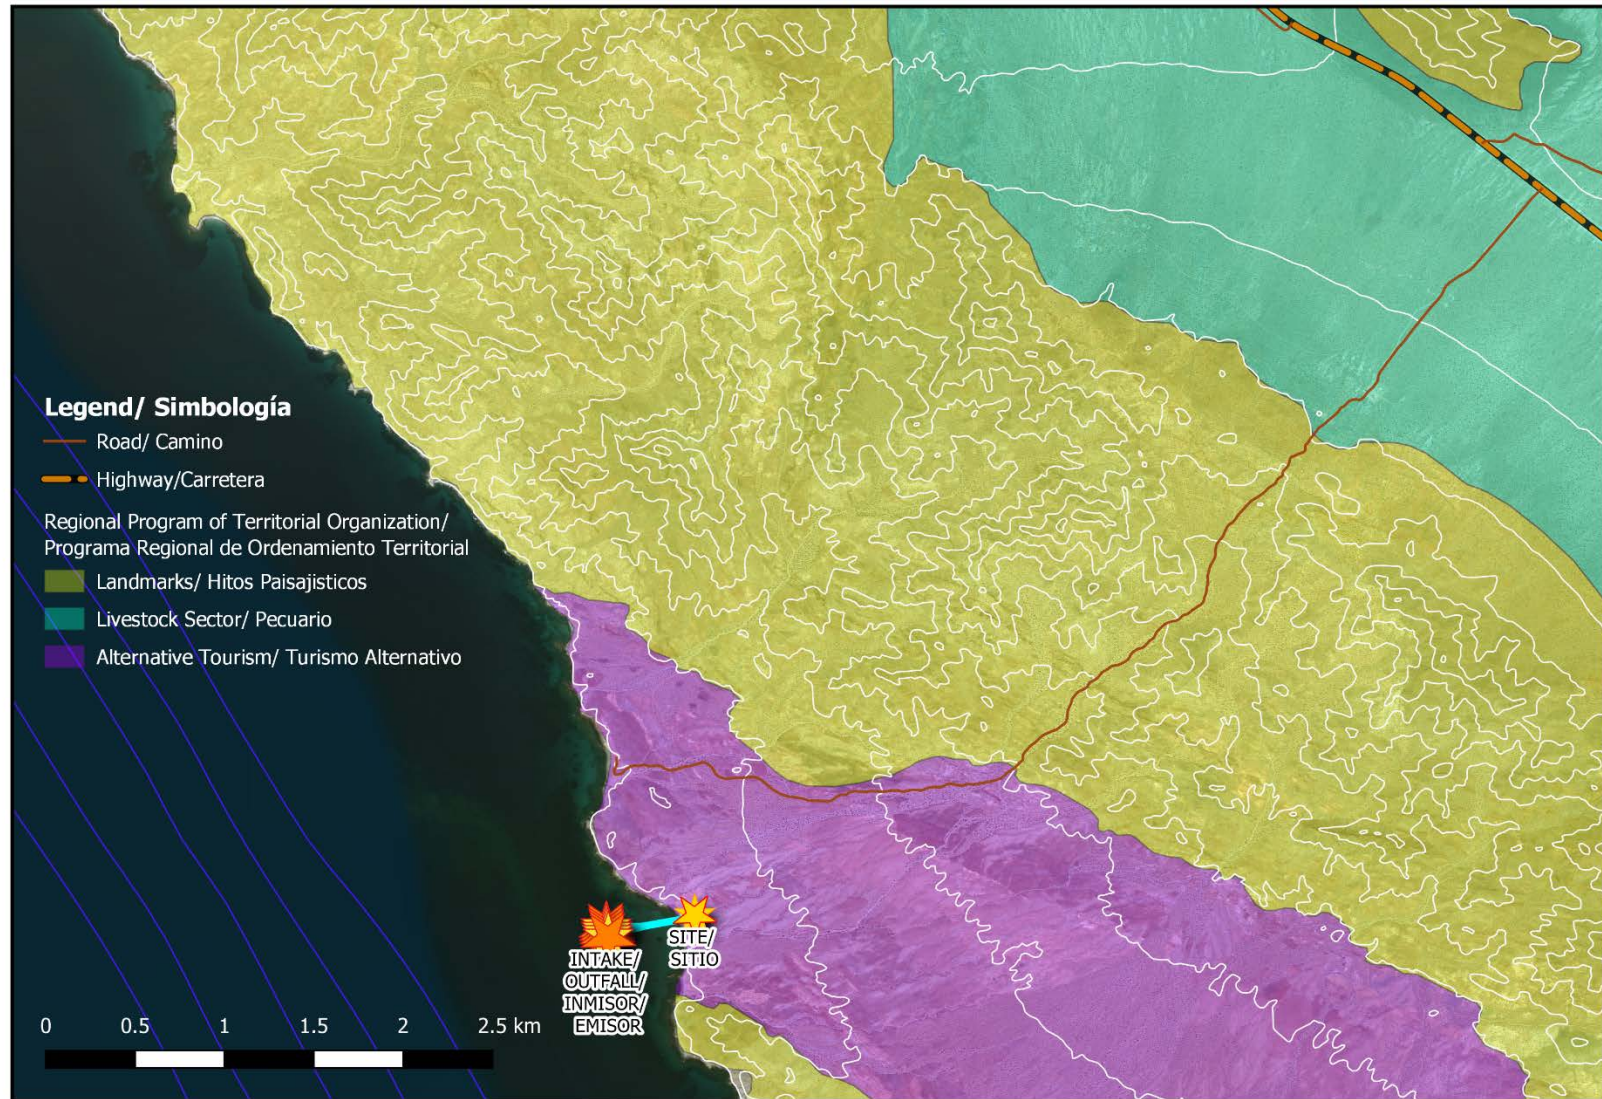 Legend/ Simbología
Road/ Camino
Highway/Carretera
Regional Program of Territorial Organization/
Programa Regional de Ordenamiento Territorial
Landmarks/ Hitos Paisajisticos
Livestock Sector/ Pecuario
Alternative Tourism/ Turismo Alternativo
SITE/
SITIO
INTAKE/
OUTFALL/
INMISOR/
EMISOR
0 0.5 1 1.5 2 2.5 km